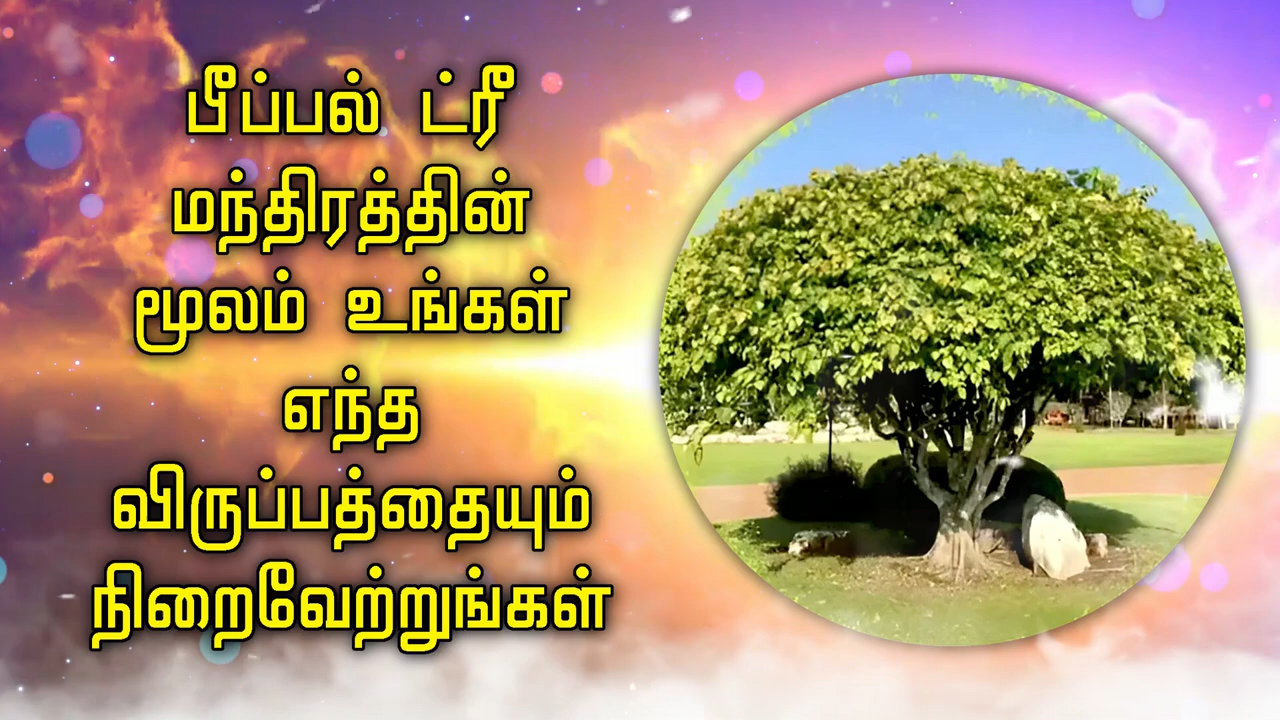 பீப்பல் ட்ரீ
மந்திரத்தின்
மூலம் உங்கள்
எந்த
விருப்பத்தையும்
நிறைவேற்றுங்கள்